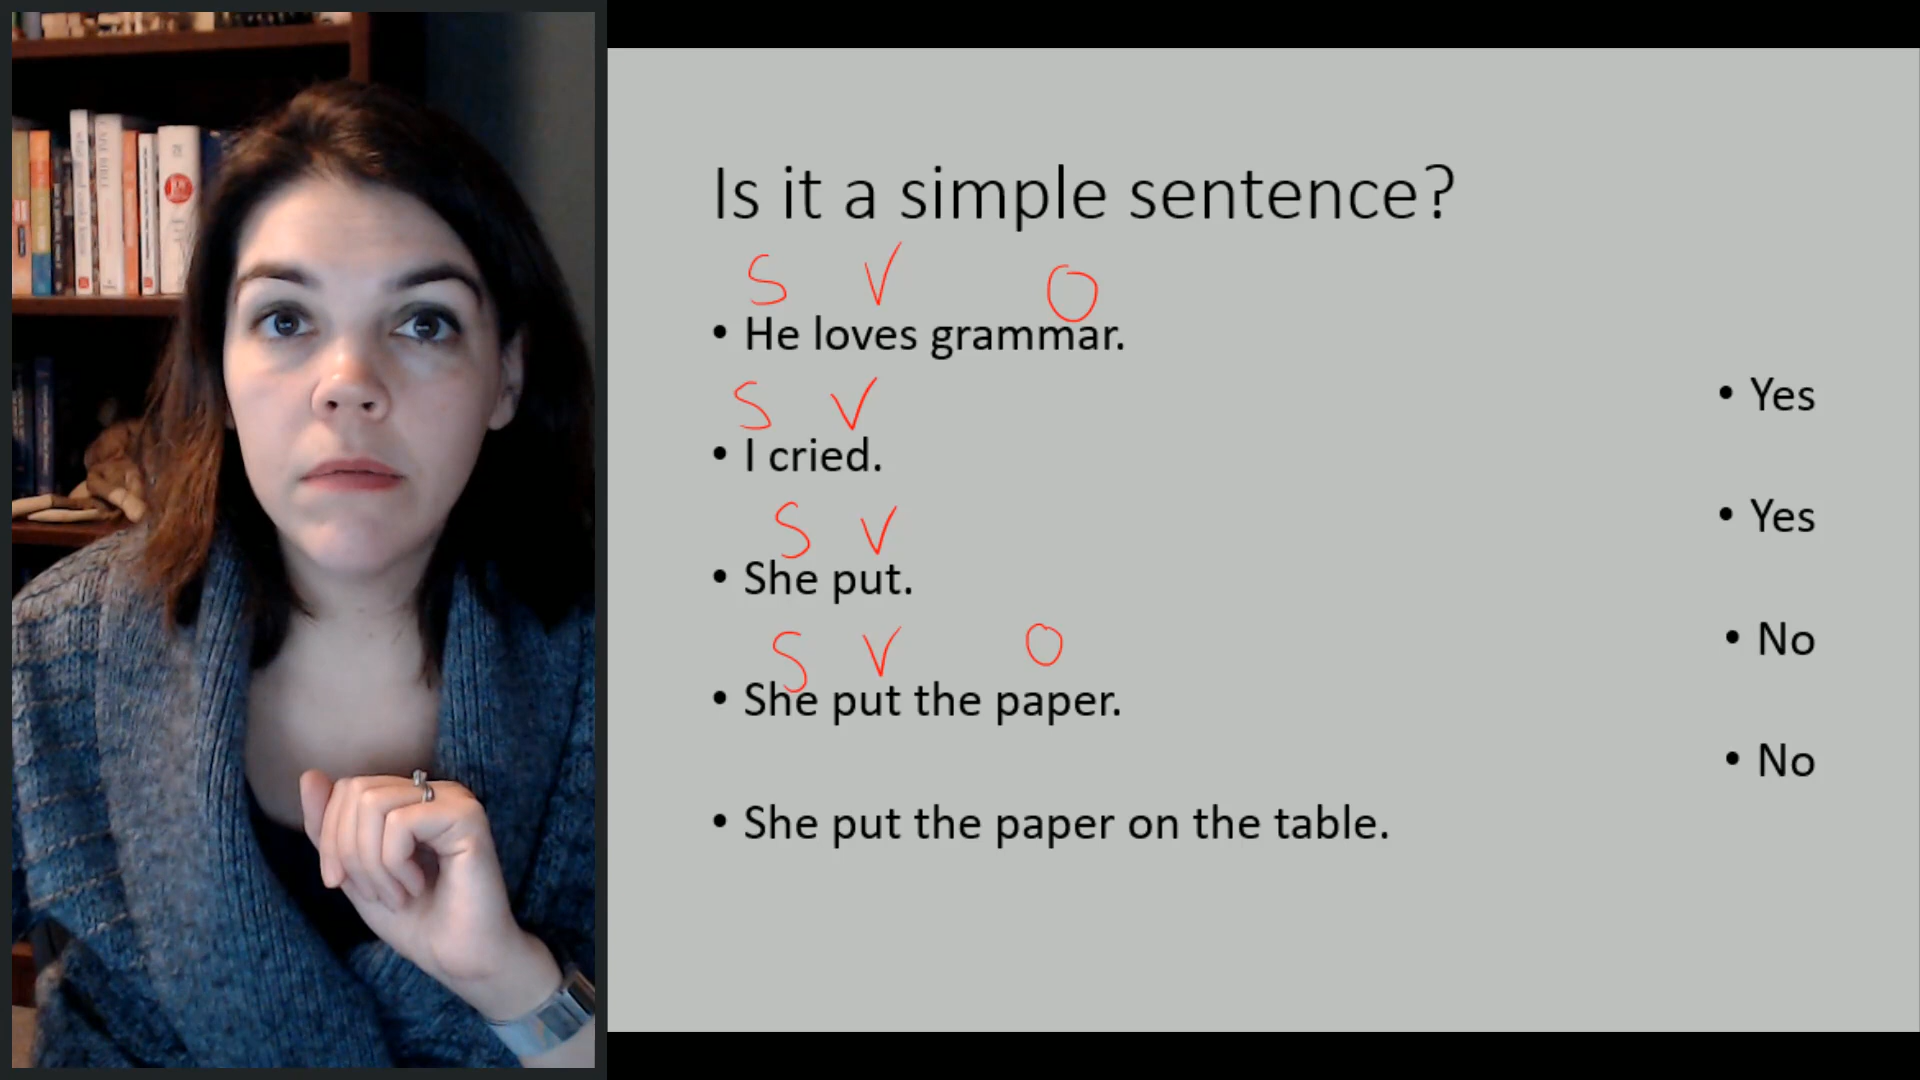 Is it a simple sentence?
S V O
• He loves grammar.
• Yes
S V
• I cried.
• Yes
S V
• She put.
• No
S V O
• She put the paper.
• No
• She put the paper on the table.